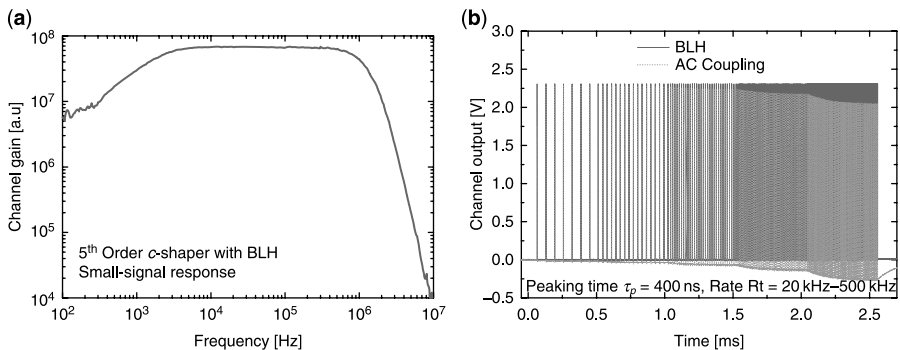 (a)
Channel gain [a.u]
10⁸
10⁷
10⁶
10⁵
10⁴
5th Order c-shaper with BLH
Small-signal response
10² 10³ 10⁴ 10⁵ 10⁶ 10⁷
Frequency [Hz]
(b)
Channel output [V]
3.0
2.5
2.0
1.5
1.0
0.5
0.0
−0.5
BLH
AC Coupling
Peaking time τp = 400 ns, Rate Rt = 20 kHz–500 kHz
0.0 0.5 1.0 1.5 2.0 2.5
Time [ms]